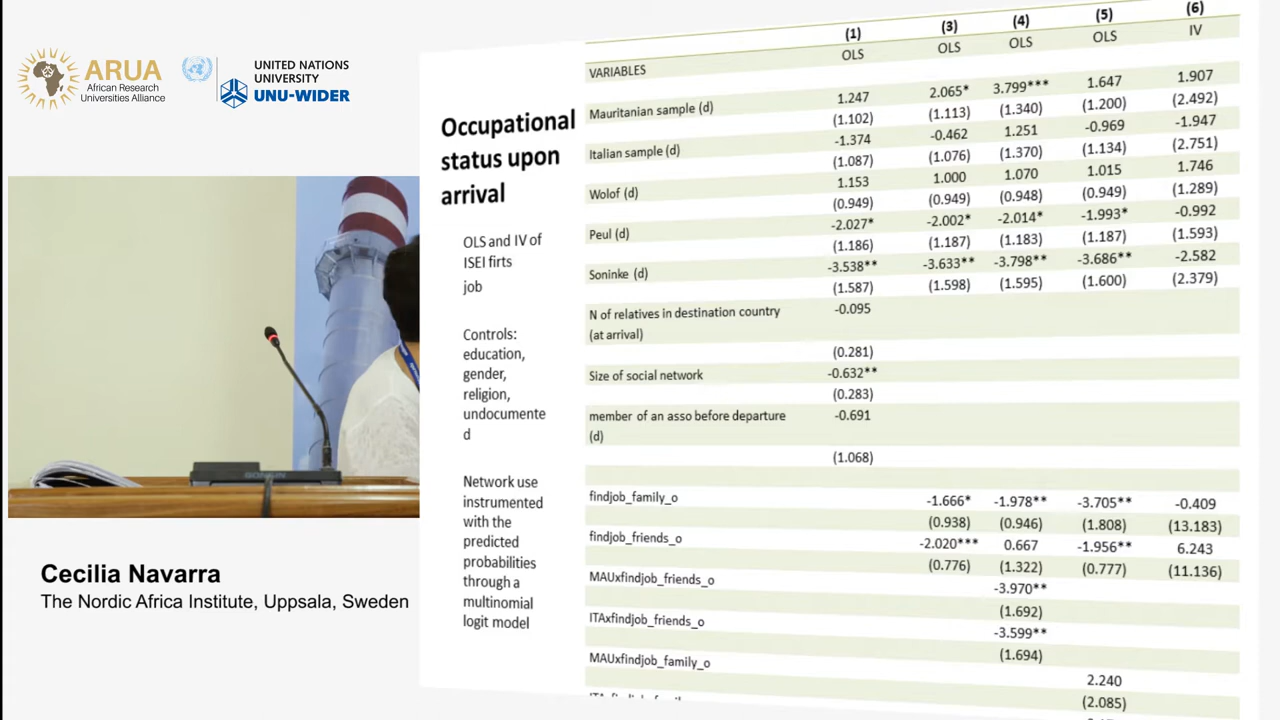 ARUA
African Research
Universities Alliance
UNITED NATIONS
UNIVERSITY
UNU-WIDER
Cecilia Navarra
The Nordic Africa Institute, Uppsala, Sweden
Occupational
status upon
arrival
OLS and IV of
ISEI firts
job
Controls:
education,
gender,
religion,
undocumente
d
Network use
instrumented
with the
predicted
probabilities
through a
multinomial
logit model
(1) (3) (4) (5) (6)
VARIABLES OLS OLS OLS OLS IV
Mauritanian sample (d) 1.247 2.065* 3.799*** 1.647 1.907
(1.102) (1.113) (1.340) (1.200) (2.492)
Italian sample (d) -1.374 -0.462 1.251 -0.969 -1.947
(1.087) (1.076) (1.370) (1.134) (2.751)
Wolof (d) 1.153 1.000 1.070 1.015 1.746
(0.949) (0.949) (0.948) (0.949) (1.289)
Peul (d) -2.027* -2.002* -2.014* -1.993* -0.992
(1.186) (1.187) (1.183) (1.187) (1.593)
Soninke (d) -3.538** -3.633** -3.798** -3.686** -2.582
(1.587) (1.598) (1.595) (1.600) (2.379)
N of relatives in destination country -0.095
(at arrival)
(0.281)
Size of social network -0.632**
(0.283)
member of an asso before departure -0.691
(d)
(1.068)
findjob_family_o -1.666* -1.978** -3.705** -0.409
(0.938) (0.946) (1.808) (13.183)
findjob_friends_o -2.020*** 0.667 -1.956** 6.243
(0.776) (1.322) (0.777) (11.136)
MAUxfindjob_friends_o -3.970**
(1.692)
ITAxfindjob_friends_o -3.599**
(1.694)
MAUxfindjob_family_o 2.240
(2.085)